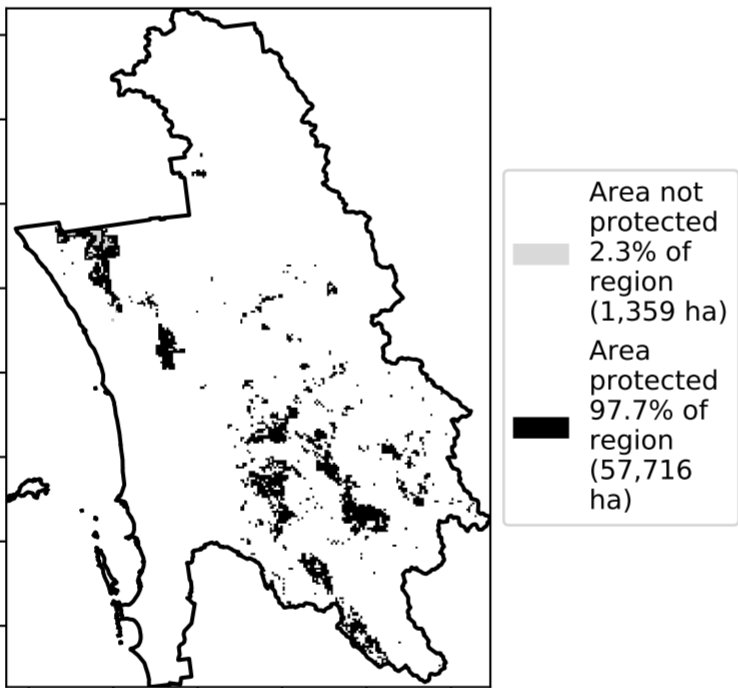 Area not
protected
2.3% of
region
(1,359 ha)
Area
protected
97.7% of
region
(57,716
ha)